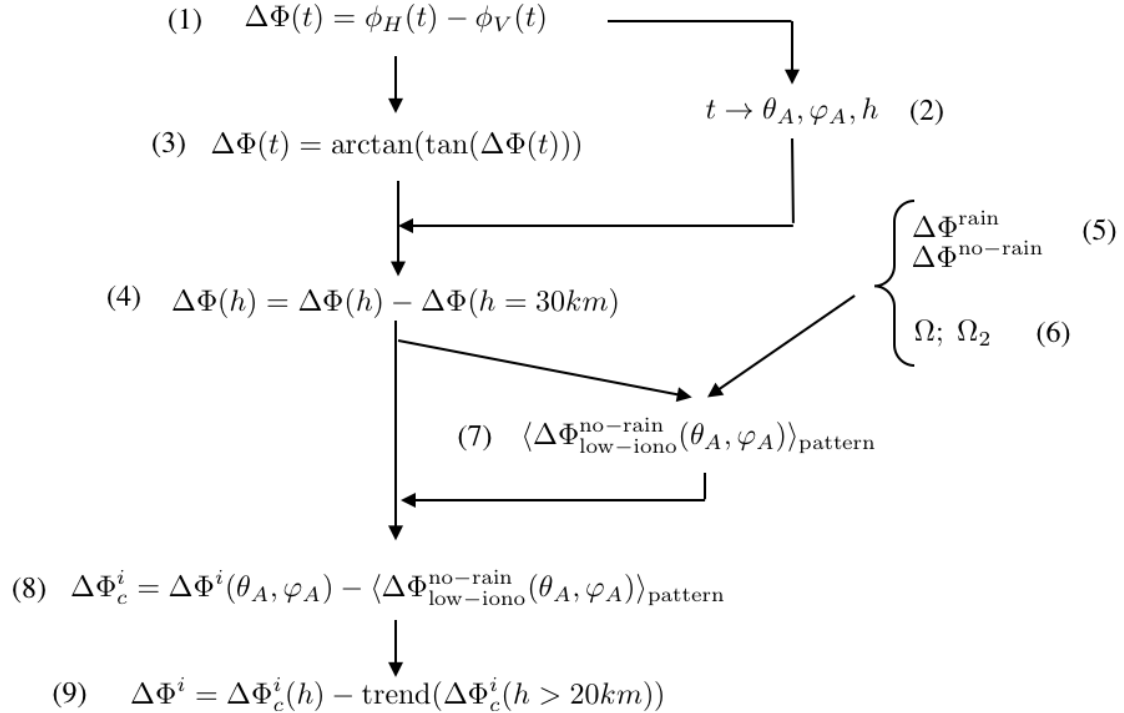 (1) ΔΦ(t) = ϕ_H(t) − ϕ_V(t)
t → θ_A, φ_A, h (2)
(3) ΔΦ(t) = arctan(tan(ΔΦ(t)))
ΔΦ^rain (5)
ΔΦ^no−rain
(4) ΔΦ(h) = ΔΦ(h) − ΔΦ(h = 30km)
Ω; Ω_2 (6)
(7) ⟨ΔΦ^no−rain_low−iono(θ_A, φ_A)⟩_pattern
(8) ΔΦ^i_c = ΔΦ^i(θ_A, φ_A) − ⟨ΔΦ^no−rain_low−iono(θ_A, φ_A)⟩_pattern
(9) ΔΦ^i = ΔΦ^i_c(h) − trend(ΔΦ^i_c(h > 20km))